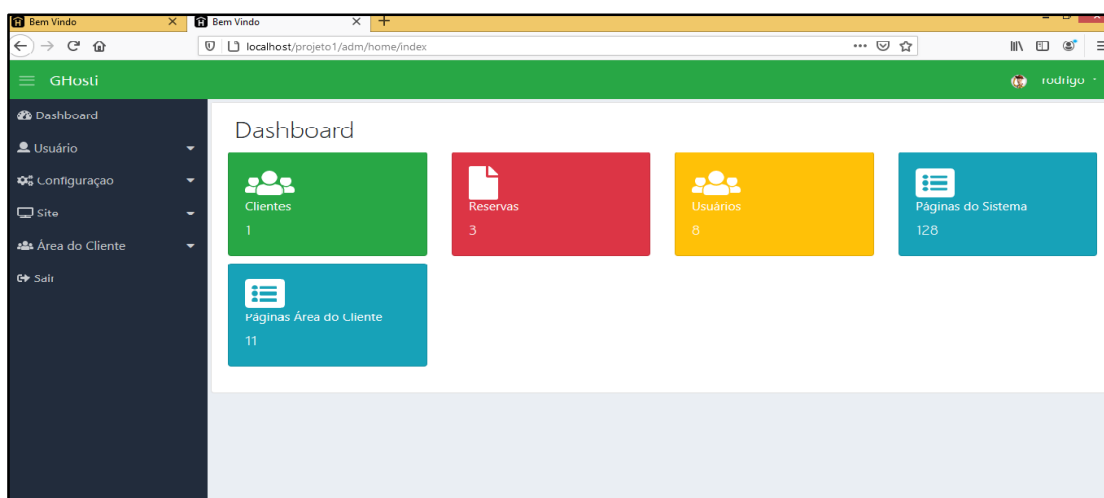 Bem Vindo
Bem Vindo
localhost/projeto1/adm/home/index
GHosti
rodrigo
Dashboard
Usuário
Configuraçao
Site
Área do Cliente
Sair
Dashboard
Clientes
1
Reservas
3
Usuários
8
Páginas do Sistema
128
Páginas Área do Cliente
11